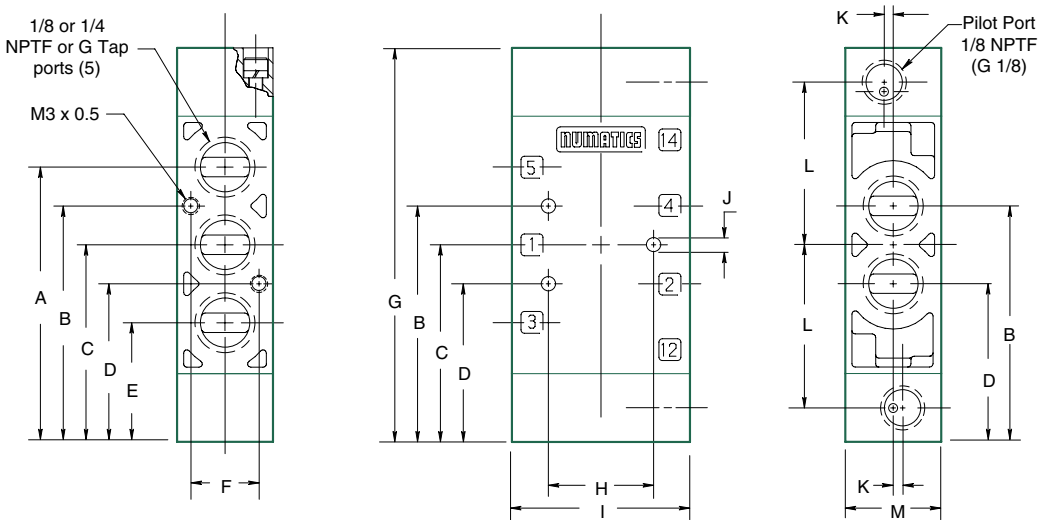 1/8 or 1/4
NPTF or G Tap
ports (5)
M3 x 0.5
A
B
C
D
E
F
NUMATICS
14
5
4
1
2
3
12
J
G
B
C
D
H
I
K
Pilot Port
1/8 NPTF
(G 1/8)
L
L
B
D
K
M